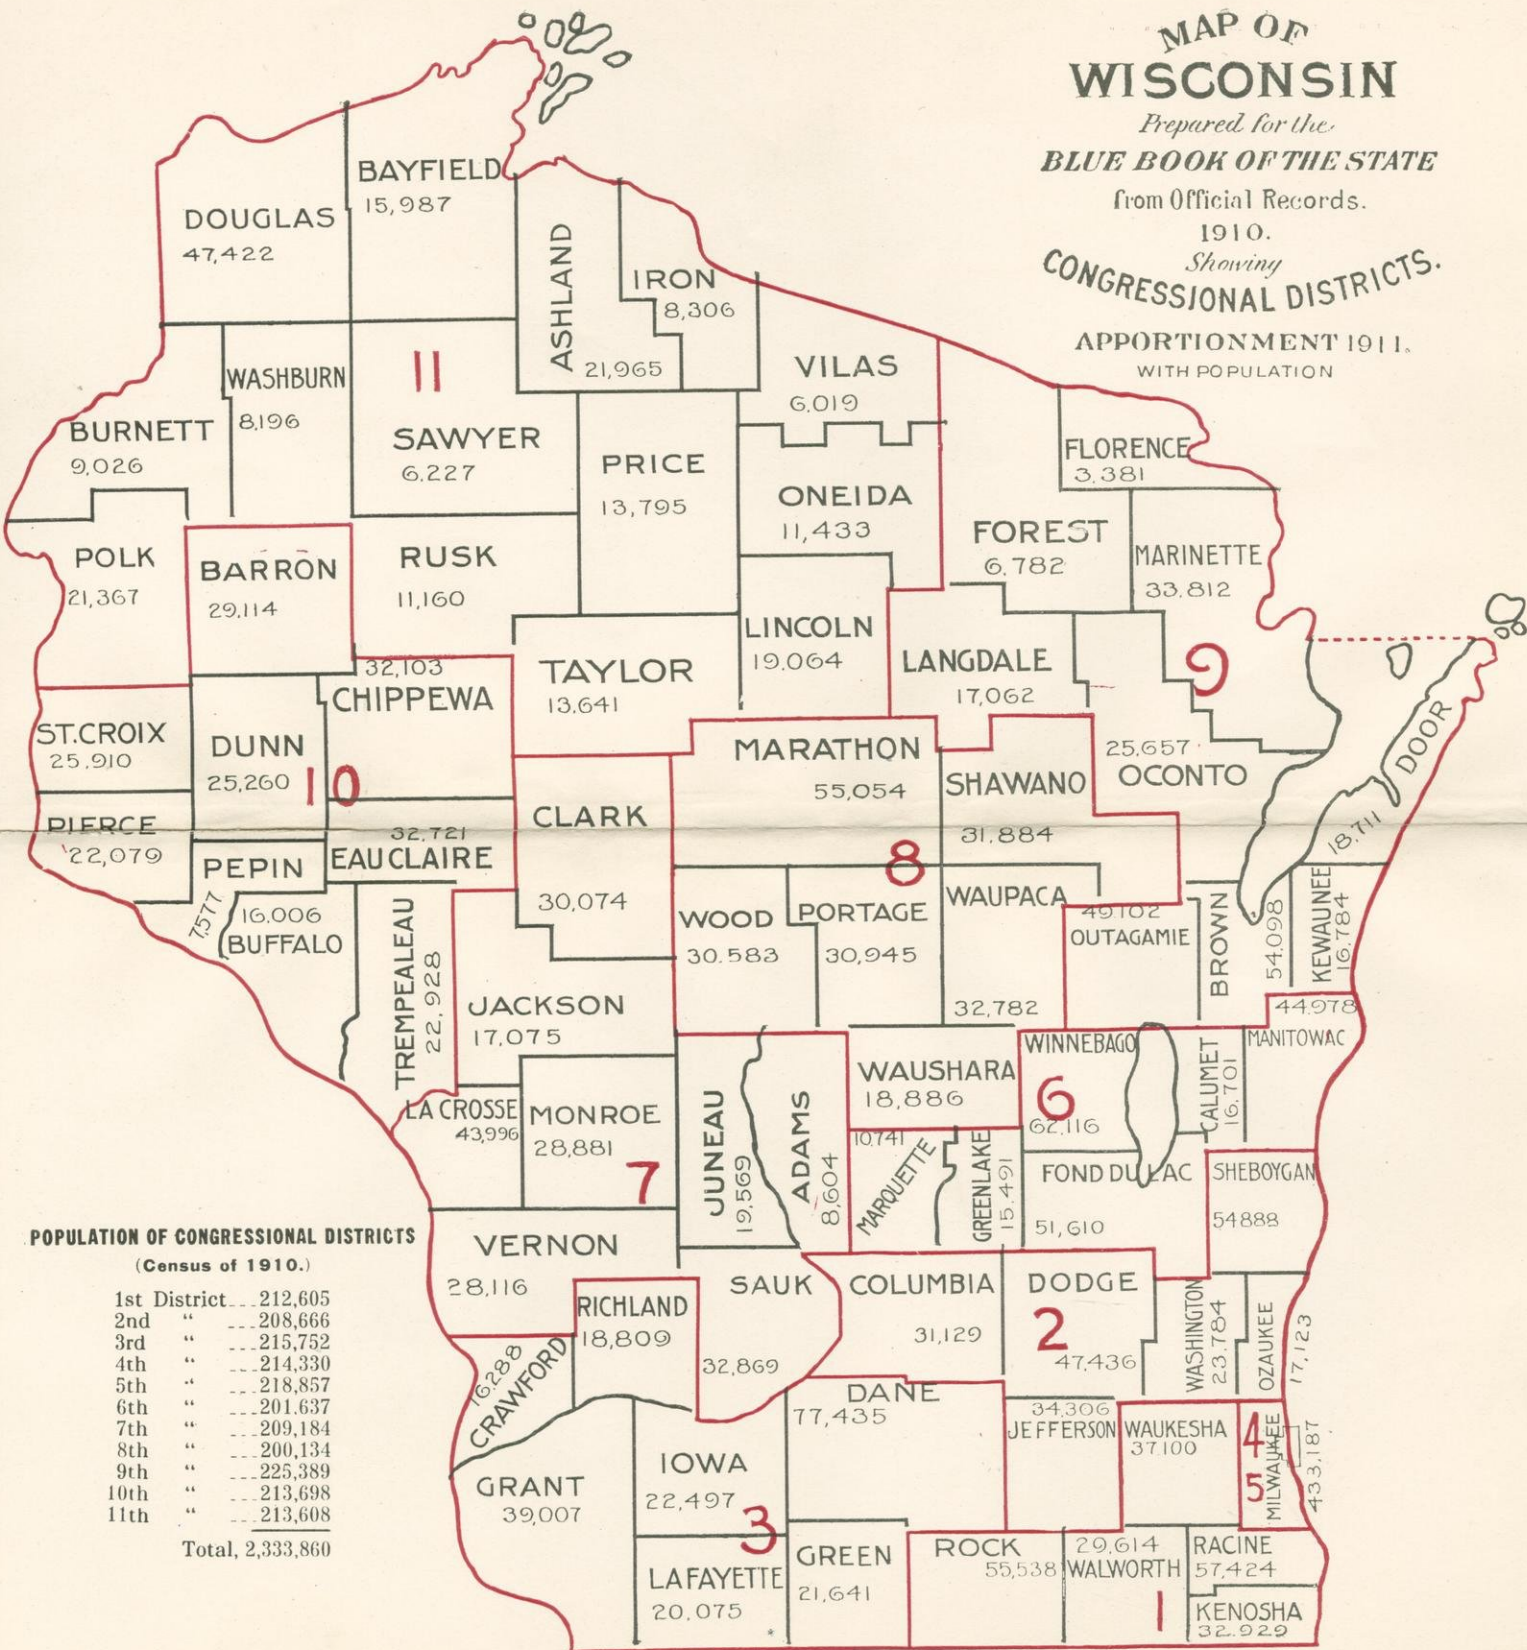 MAP OF
WISCONSIN
Prepared for the
BLUE BOOK OF THE STATE
from Official Records.
1910.
Showing
CONGRESSIONAL DISTRICTS.
APPORTIONMENT 1911.
WITH POPULATION
BAYFIELD
15,987
DOUGLAS
47,422
ASHLAND
21,965
IRON
8,306
VILAS
6,019
WASHBURN
8,196
11
BURNETT
9,026
SAWYER
6.227
PRICE
13,795
ONEIDA
11,433
FLORENCE
3,381
FOREST
6,782
MARINETTE
33,812
POLK
21,367
BARRON
29,114
RUSK
11,160
LINCOLN
19,064
LANGDALE
17,062
9
TAYLOR
13,641
32,103
CHIPPEWA
ST. CROIX
25,910
DUNN
25,260
10
MARATHON
55,054
SHAWANO
31,884
25,657
OCONTO
DOOR
18,711
CLARK
30,074
PIERCE
22,079
PEPIN
7,577
32,721
EAU CLAIRE
8
16,006
BUFFALO
TREMPEALEAU
22,928
WOOD
30.583
PORTAGE
30,945
WAUPACA
32,782
49,102
OUTAGAMIE
BROWN
54,098
KEWAUNEE
16,784
JACKSON
17,075
44,978
MANITOWAC
WAUSHARA
18,886
WINNEBAGO
6
62,116
CALUMET
16,701
LA CROSSE
43,996
MONROE
28,881
7
JUNEAU
19,569
ADAMS
8,604
10,741
MARQUETTE
GREENLAKE
15,491
FOND DU LAC
51,610
SHEBOYGAN
54888
VERNON
28,116
SAUK
32,869
COLUMBIA
31,129
DODGE
2
47,436
WASHINGTON
23,784
OZAUKEE
17,123
RICHLAND
18,809
16,288
CRAWFORD
DANE
77,435
34,306
JEFFERSON
WAUKESHA
37,100
4
5
MILWAUKEE
433,187
GRANT
39,007
IOWA
22,497
3
LAFAYETTE
20,075
GREEN
21,641
ROCK
55,538
29,614
WALWORTH
1
RACINE
57,424
KENOSHA
32.929
POPULATION OF CONGRESSIONAL DISTRICTS
(Census of 1910.)
1st District 212,605
2nd “ 208,666
3rd “ 215,752
4th “ 214,330
5th “ 218,857
6th “ 201,637
7th “ 209,184
8th “ 200,134
9th “ 225,389
10th “ 213,698
11th “ 213,608
Total, 2,333,860